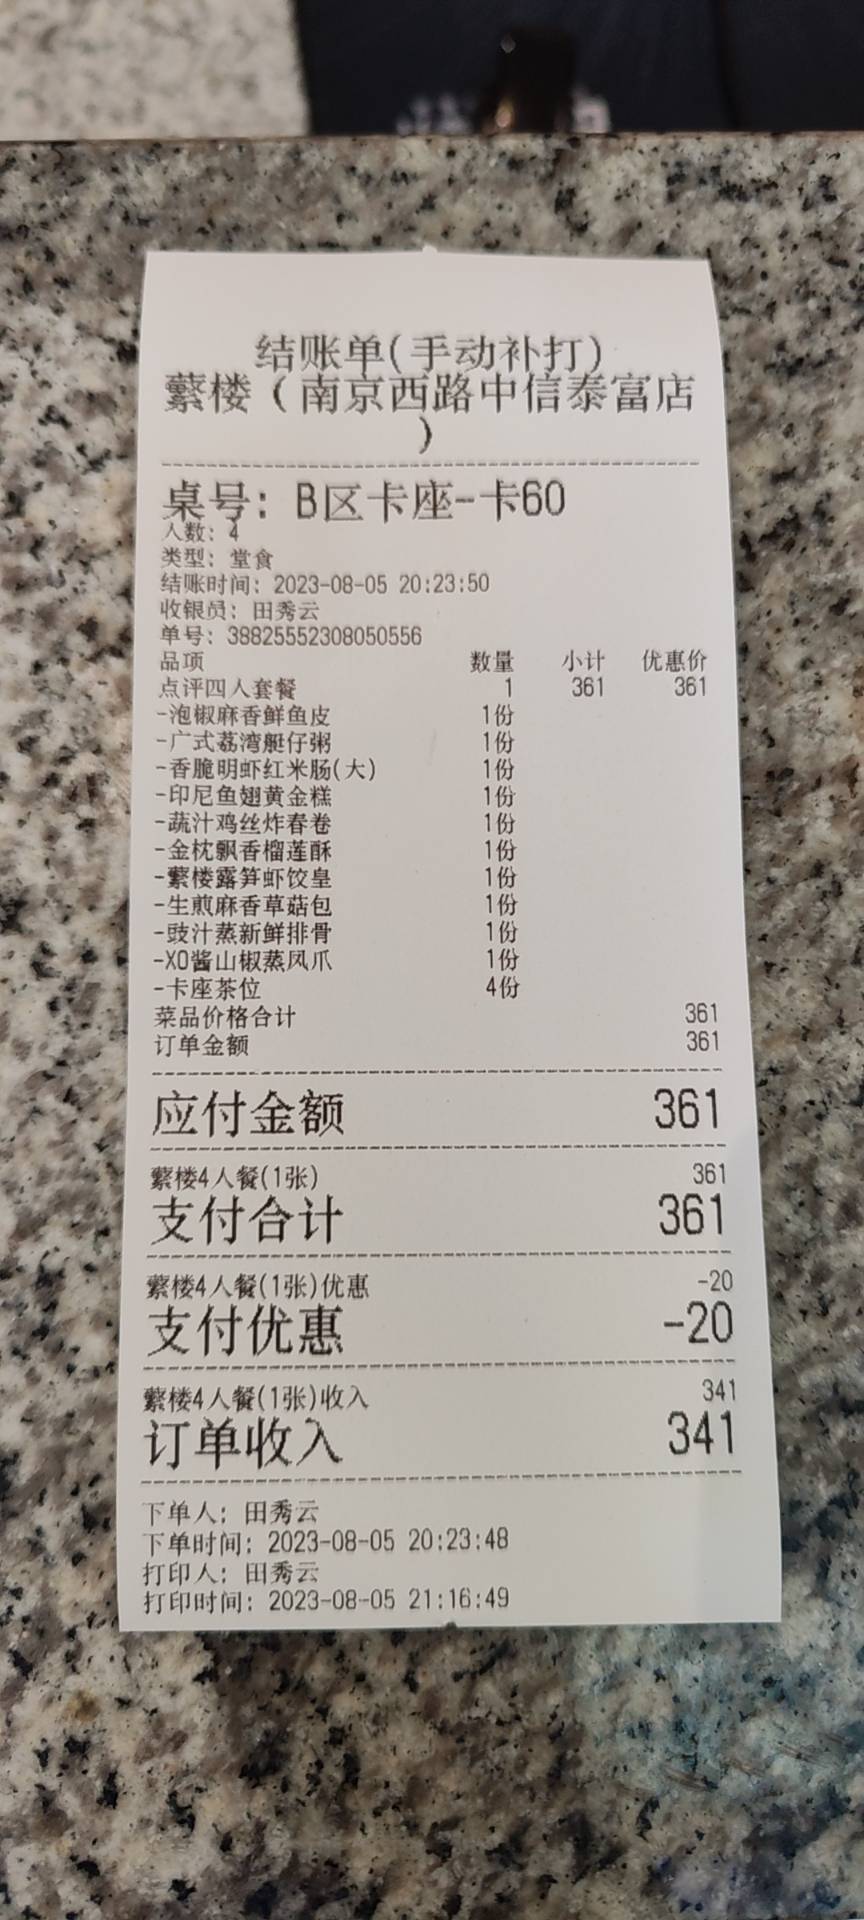 结账单(手动补打)
蘩楼（南京西路中信泰富店
）
桌号: B区卡座-卡60
人数: 4
类型: 堂食
结账时间: 2023-08-05 20:23:50
收银员: 田秀云
单号: 38825552308050556
品项 数量 小计 优惠价
点评四人套餐 1 361 361
-泡椒麻香鲜鱼皮 1份
-广式荔湾艇仔粥 1份
-香脆明虾红米肠(大) 1份
-印尼鱼翅黄金糕 1份
-蔬汁鸡丝炸春卷 1份
-金枕飘香榴莲酥 1份
-蘩楼露笋虾饺皇 1份
-生煎麻香草菇包 1份
-豉汁蒸新鲜排骨 1份
-XO酱山椒蒸凤爪 1份
-卡座茶位 4份
菜品价格合计 361
订单金额 361
应付金额 361
蘩楼4人餐(1张) 361
支付合计 361
蘩楼4人餐(1张)优惠 -20
支付优惠 -20
蘩楼4人餐(1张)收入 341
订单收入 341
下单人: 田秀云
下单时间: 2023-08-05 20:23:48
打印人: 田秀云
打印时间: 2023-08-05 21:16:49